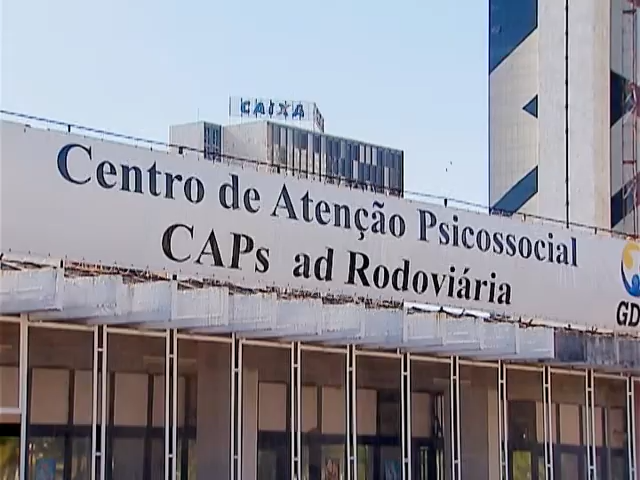 CAIXA
Centro de Atenção Psicossocial
CAPs ad Rodoviária
GD